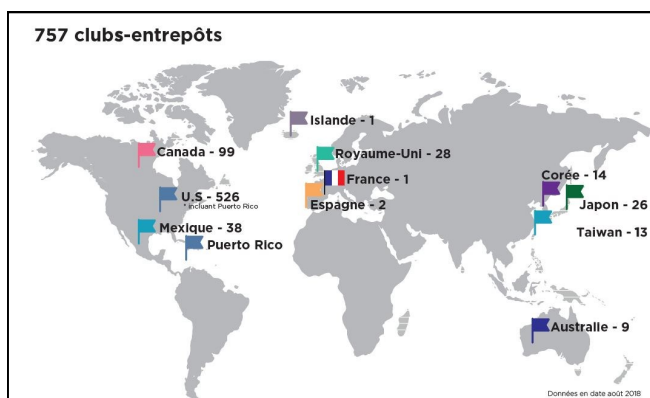 757 clubs-entrepôts
Islande - 1
Canada - 99
Royaume-Uni - 28
France - 1
Corée - 14
U.S - 526
* incluant Puerto Rico
Espagne - 2
Japon - 26
Mexique - 38
Taiwan - 13
Puerto Rico
Australie - 9
Données en date août 2018